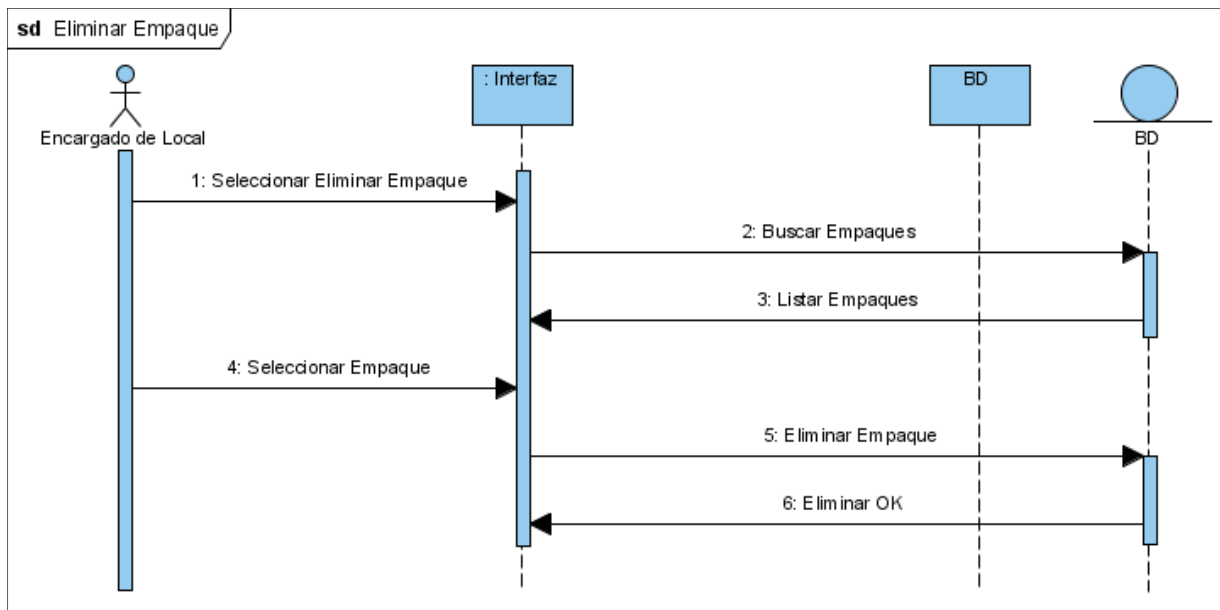 sd Eliminar Empaque
: Interfaz
BD
Encargado de Local
BD
1: Seleccionar Eliminar Empaque
2: Buscar Empaques
3: Listar Empaques
4: Seleccionar Empaque
5: Eliminar Empaque
6: Eliminar OK